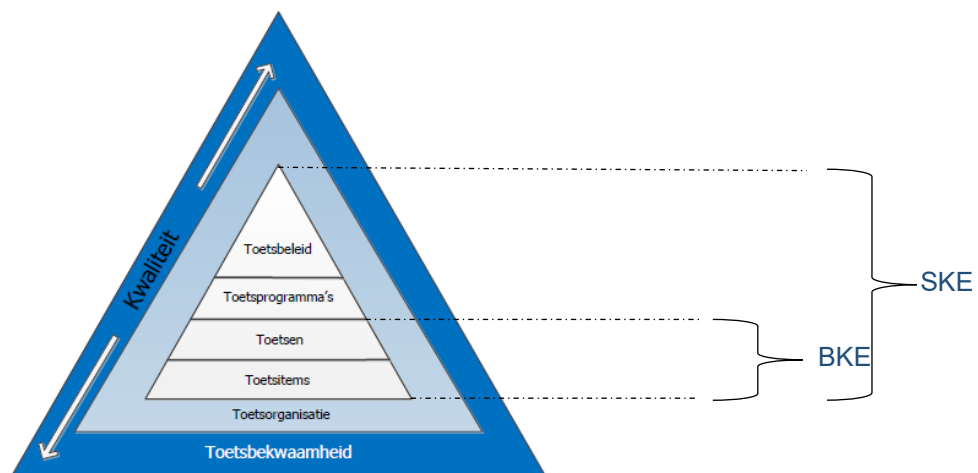 Kwaliteit
Toetsbeleid
Toetsprogramma's
Toetsen
Toetsitems
Toetsorganisatie
Toetsbekwaamheid
SKE
BKE